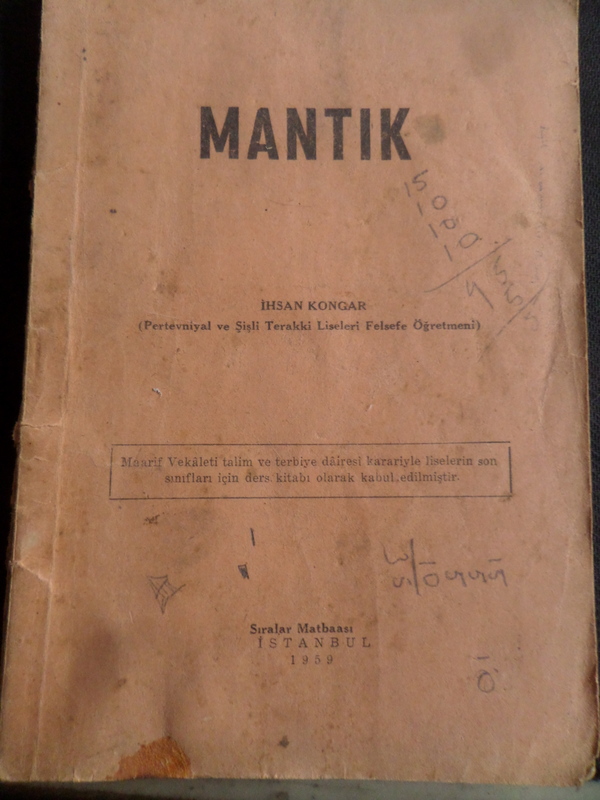 MANTIK
İHSAN KONGAR
(Pertevniyal ve Şişli Terakki Liseleri Felsefe Öğretmeni)
Maarif Vekâleti talim ve terbiye dâiresi karariyle liselerin son
sınıfları için ders kitabı olarak kabul edilmiştir.
Sıralar Matbaası
İSTANBUL
1959